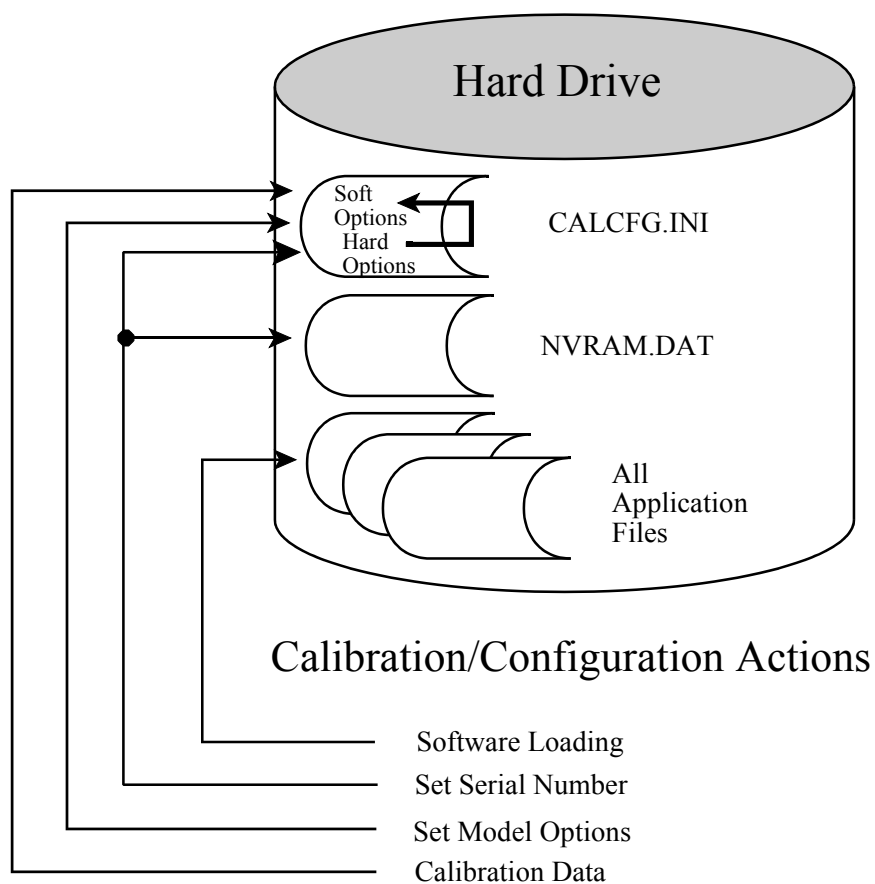 Hard Drive
Soft
Options
Hard
Options
CALCFG.INI
NVRAM.DAT
All
Application
Files
Calibration/Configuration Actions
Software Loading
Set Serial Number
Set Model Options
Calibration Data